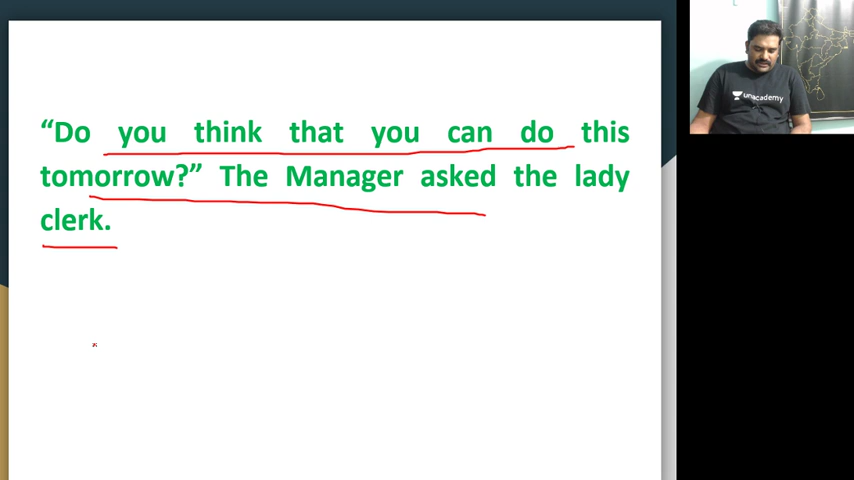 “Do you think that you can do this
tomorrow?” The Manager asked the lady
clerk.
unacademy